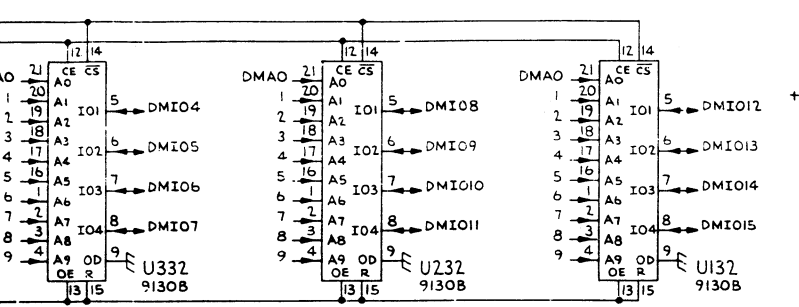 12 14 12 14 12 14
AO 21 CE CS DMAO 21 CE CS DMAO 21 CE CS
AO AO AO
1 20 A1 IO1 5 DMIO4 1 20 A1 IO1 5 DMIO8 1 20 A1 IO1 5 DMIO12 +
2 19 A2 2 19 A2 2 19 A2
3 18 A3 IO2 6 DMIO5 3 18 A3 IO2 6 DMIO9 3 18 A3 IO2 6 DMIO13
4 17 A4 4 17 A4 4 17 A4
5 16 A5 IO3 7 DMIO6 5 16 A5 IO3 7 DMIO10 5 16 A5 IO3 7 DMIO14
6 1 A6 6 1 A6 6 1 A6
7 2 A7 IO4 8 DMIO7 7 2 A7 IO4 8 DMIO11 7 2 A7 IO4 8 DMIO15
8 3 A8 8 3 A8 8 3 A8
9 4 A9 OD 9 9 4 A9 OD 9 9 4 A9 OD 9
OE R U332 OE R U232 OE R U132
13 15 9130B 13 15 9130B 13 15 9130B